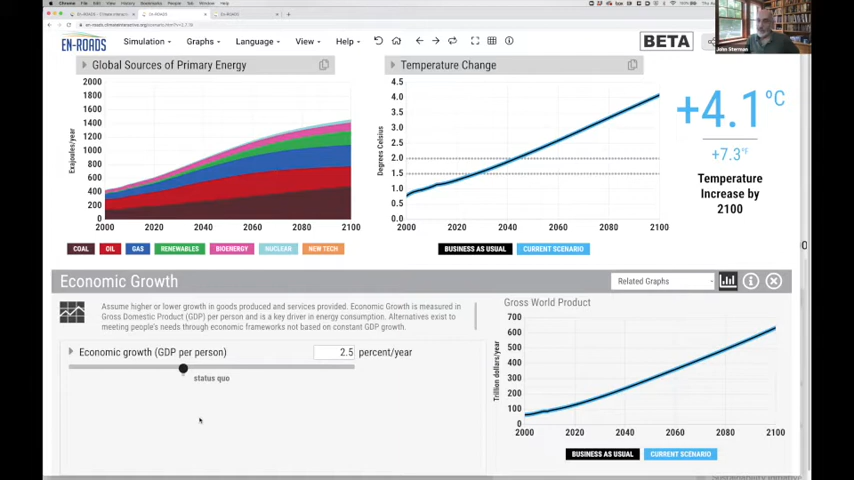 EN-ROADS
Simulation
Graphs
Language
View
Help
BETA
John Sterman
Global Sources of Primary Energy
2000
1800
1600
1400
1200
1000
800
600
400
200
0
Exajoules/year
2000
2020
2040
2060
2080
2100
COAL
OIL
GAS
RENEWABLES
BIOENERGY
NUCLEAR
NEW TECH
Temperature Change
4.5
4.0
3.5
3.0
2.5
2.0
1.5
1.0
0.5
0.0
Degrees Celsius
2000
2020
2040
2060
2080
2100
BUSINESS AS USUAL
CURRENT SCENARIO
+4.1 ºC
+7.3 °F
Temperature
Increase by
2100
Economic Growth
Related Graphs
Assume higher or lower growth in goods produced and services provided. Economic Growth is measured in
Gross Domestic Product (GDP) per person and is a key driver in energy consumption. Alternatives exist to
meeting people's needs through economic frameworks not based on constant GDP growth.
Economic growth (GDP per person)
2.5 percent/year
status quo
Gross World Product
700
600
500
400
300
200
100
0
Trillion dollars/year
2000
2020
2040
2060
2080
2100
BUSINESS AS USUAL
CURRENT SCENARIO